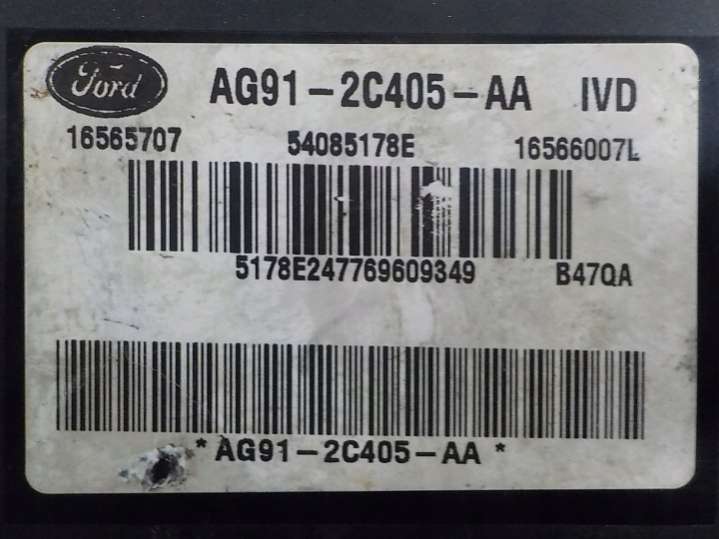 Ford AG91-2C405-AA IVD
16565707 54085178E 16566007L
5178E247769609349 B47QA
*AG91-2C405-AA*